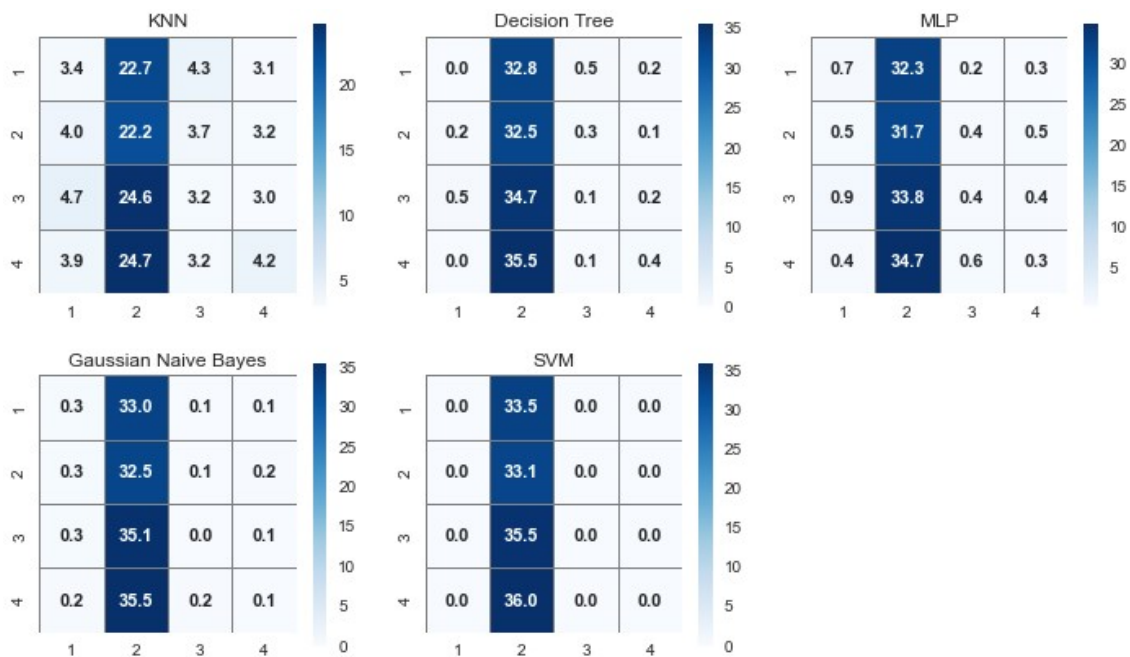 KNN
1 3.4 22.7 4.3 3.1
2 4.0 22.2 3.7 3.2
3 4.7 24.6 3.2 3.0
4 3.9 24.7 3.2 4.2
1 2 3 4
20
15
10
5
Decision Tree
1 0.0 32.8 0.5 0.2
2 0.2 32.5 0.3 0.1
3 0.5 34.7 0.1 0.2
4 0.0 35.5 0.1 0.4
1 2 3 4
35
30
25
20
15
10
5
0
MLP
1 0.7 32.3 0.2 0.3
2 0.5 31.7 0.4 0.5
3 0.9 33.8 0.4 0.4
4 0.4 34.7 0.6 0.3
1 2 3 4
30
25
20
15
10
5
Gaussian Naive Bayes
1 0.3 33.0 0.1 0.1
2 0.3 32.5 0.1 0.2
3 0.3 35.1 0.0 0.1
4 0.2 35.5 0.2 0.1
1 2 3 4
35
30
25
20
15
10
5
0
SVM
1 0.0 33.5 0.0 0.0
2 0.0 33.1 0.0 0.0
3 0.0 35.5 0.0 0.0
4 0.0 36.0 0.0 0.0
1 2 3 4
35
30
25
20
15
10
5
0